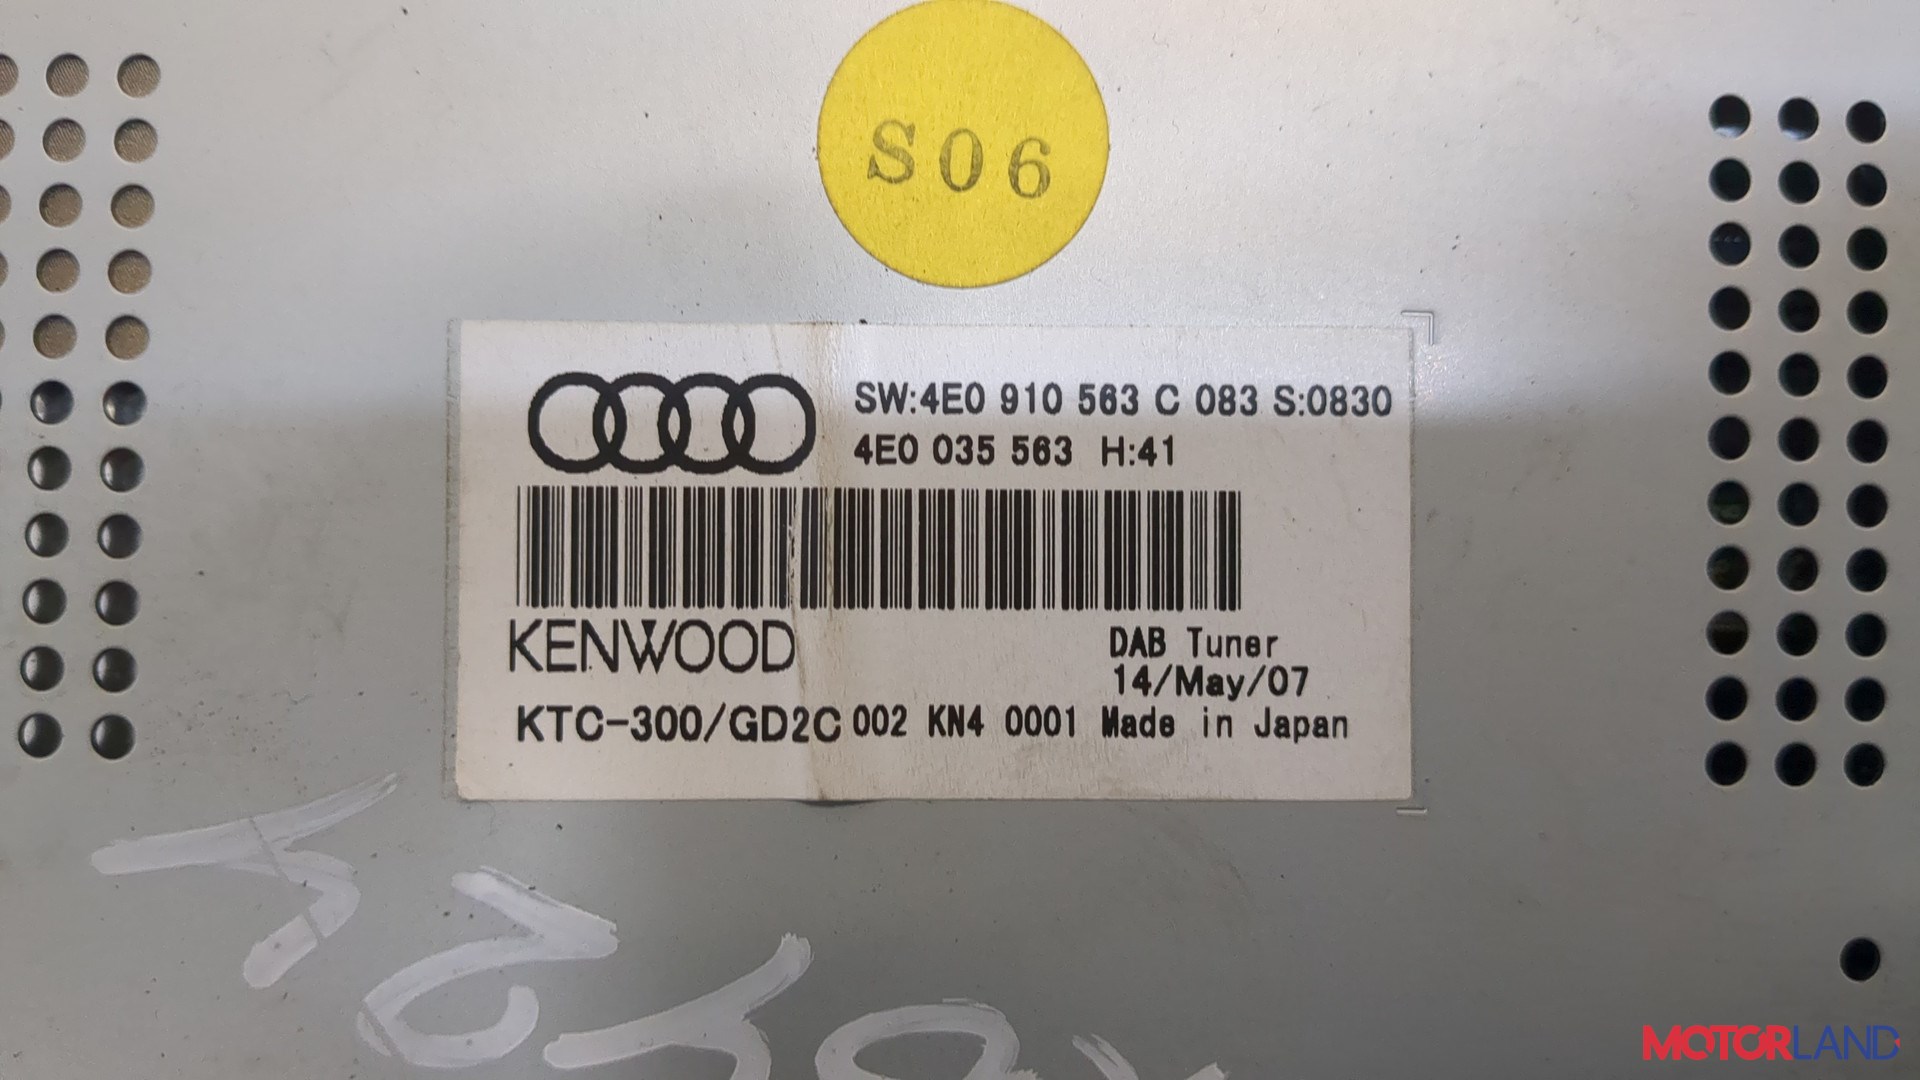 S06
SW:4E0 910 563 C 083 S:0830
4E0 035 563 H:41
KENWOOD
DAB Tuner
14/May/07
KTC-300/GD2C 002 KN4 0001 Made in Japan
MOTORLAND